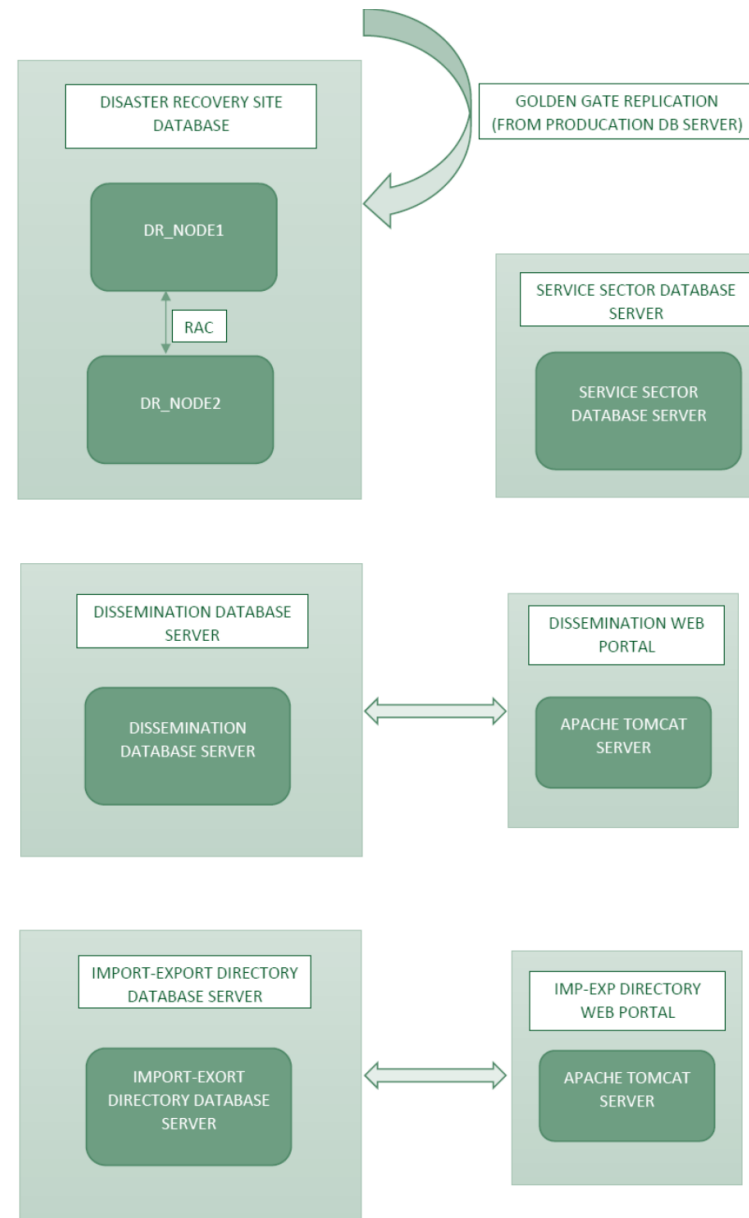 DISASTER RECOVERY SITE
DATABASE
GOLDEN GATE REPLICATION
(FROM PRODUCATION DB SERVER)
DR_NODE1
RAC
DR_NODE2
SERVICE SECTOR DATABASE
SERVER
SERVICE SECTOR
DATABASE SERVER
DISSEMINATION DATABASE
SERVER
DISSEMINATION
DATABASE SERVER
DISSEMINATION WEB
PORTAL
APACHE TOMCAT
SERVER
IMPORT-EXPORT DIRECTORY
DATABASE SERVER
IMPORT-EXORT
DIRECTORY DATABASE
SERVER
IMP-EXP DIRECTORY
WEB PORTAL
APACHE TOMCAT
SERVER